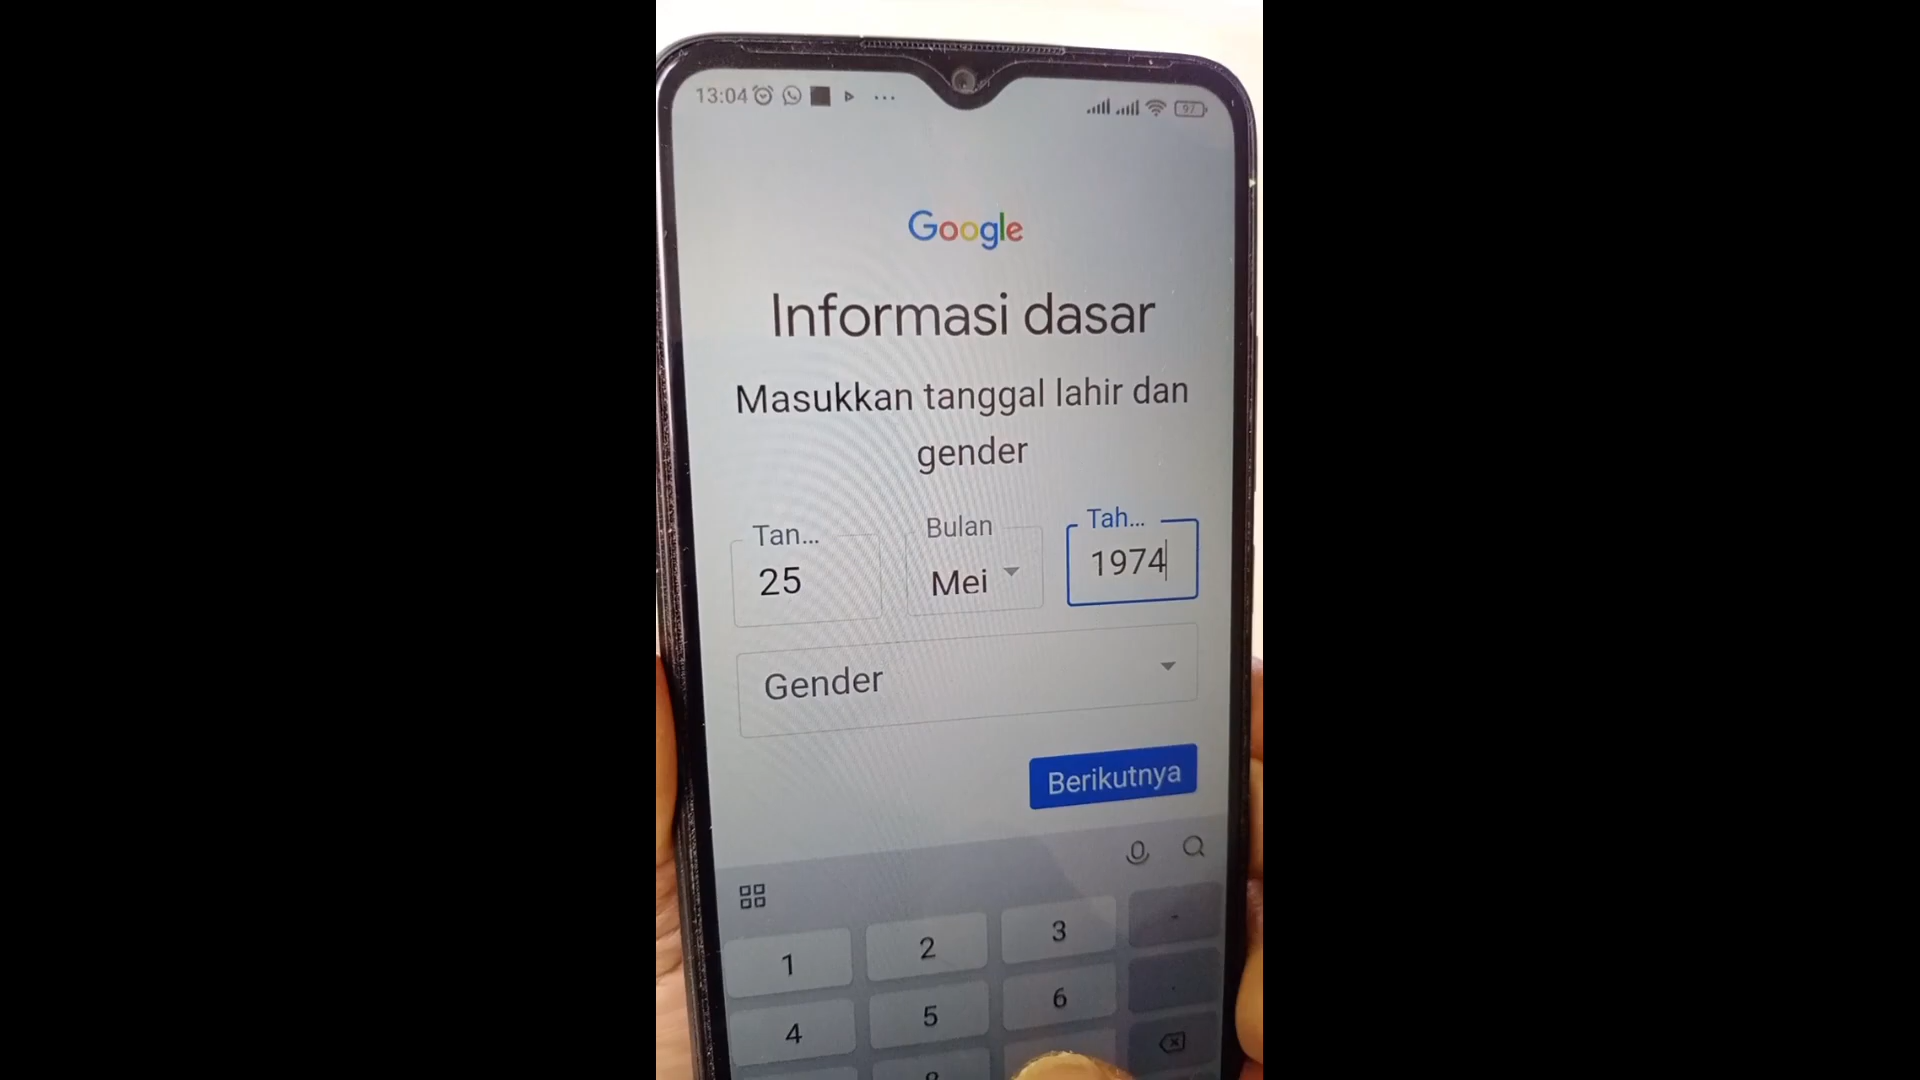 13:04
97
Google
Informasi dasar
Masukkan tanggal lahir dan
gender
Tan... Bulan Tah...
25 Mei 1974
Gender
Berikutnya
1 2 3 -
4 5 6 .